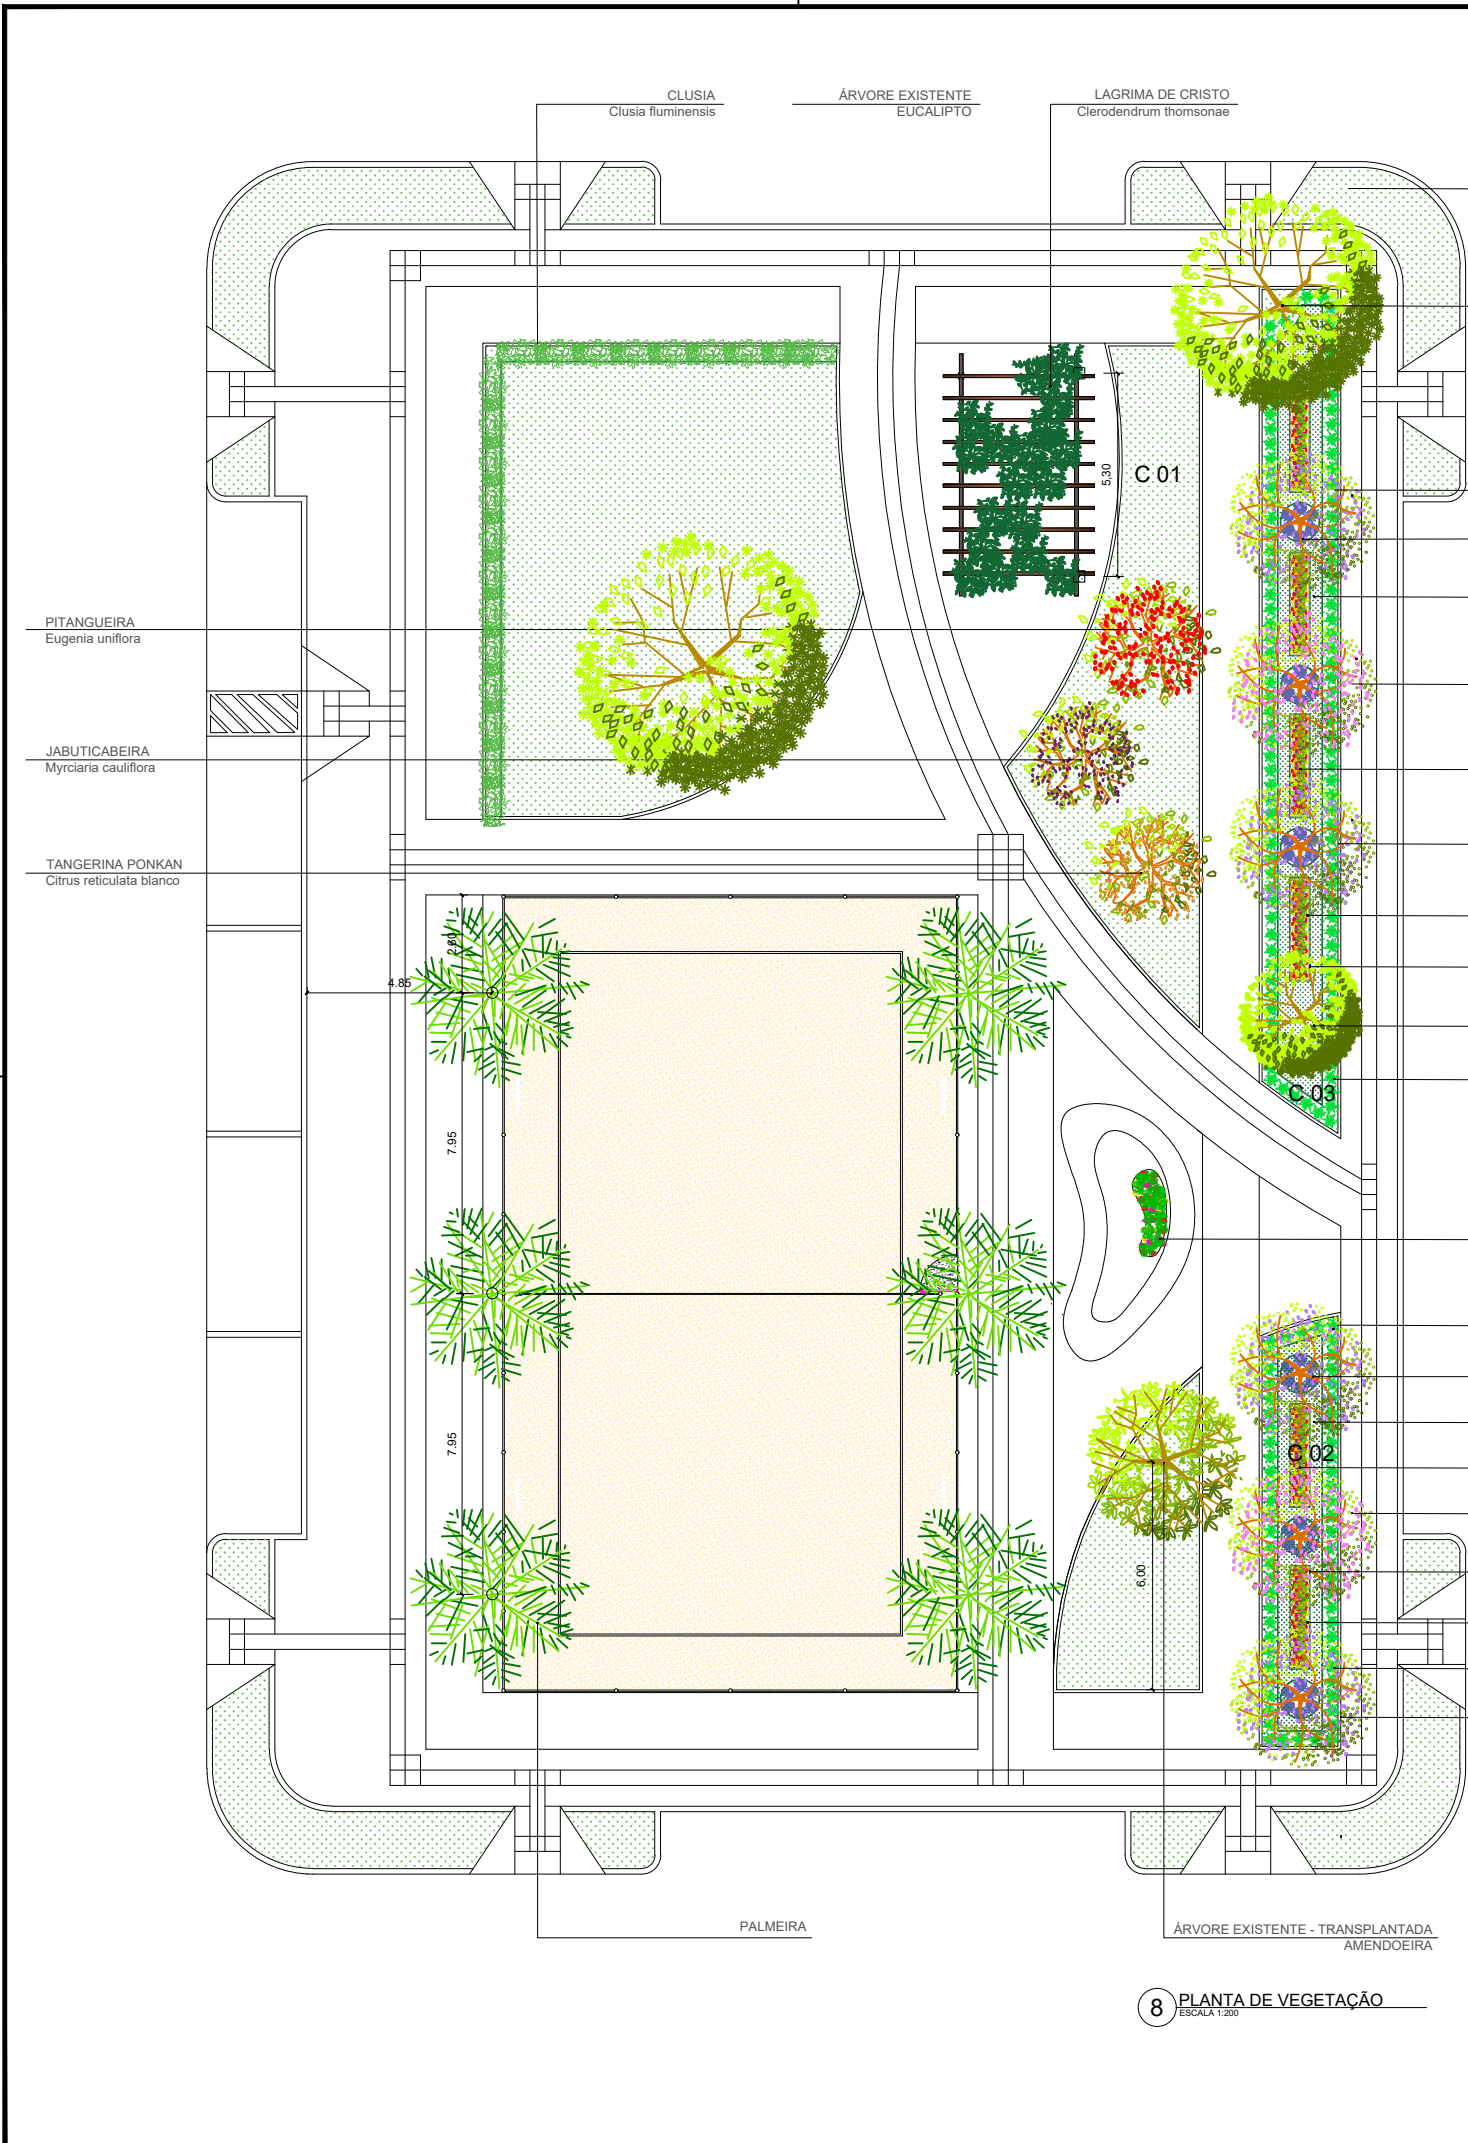 CLUSIA
Clusia fluminensis
ÁRVORE EXISTENTE
EUCALIPTO
LAGRIMA DE CRISTO
Clerodendrum thomsonae
5,30
C 01
PITANGUEIRA
Eugenia uniflora
JABUTICABEIRA
Myrciaria cauliflora
TANGERINA PONKAN
Citrus reticulata blanco
2.60
4.85
C 03
7.95
7.95
C 02
6.00
PALMEIRA
ÁRVORE EXISTENTE - TRANSPLANTADA
AMENDOEIRA
8
PLANTA DE VEGETAÇÃO
ESCALA 1:200